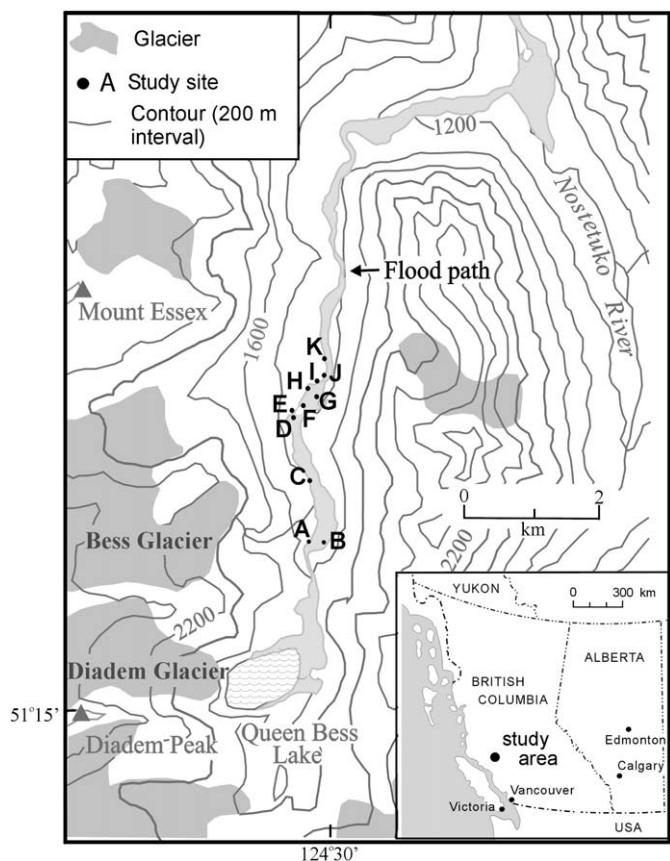 Glacier
A Study site
Contour (200 m
interval)
1200
Nostetuko
River
Flood path
Mount Essex
1600
K
I
J
H
G
E
F
D
C
0 2
km
A
B
Bess Glacier
2200
2200
Diadem Glacier
51°15'
Diadem Peak
Queen Bess
Lake
124°30'
YUKON
0 300 km
ALBERTA
BRITISH
COLUMBIA
study
area
Edmonton
Calgary
Vancouver
Victoria
USA